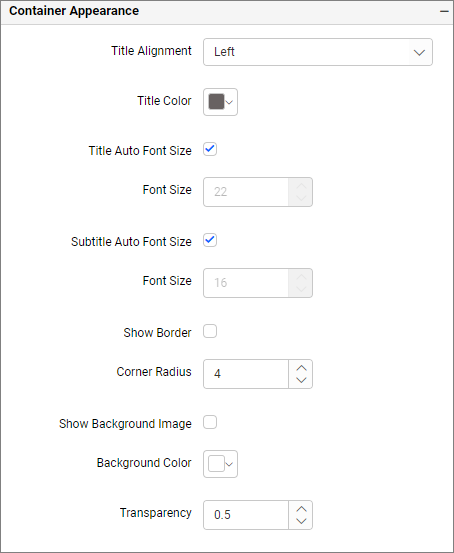 Container Appearance
Title Alignment Left
Title Color
Title Auto Font Size
Font Size 22
Subtitle Auto Font Size
Font Size 16
Show Border
Corner Radius 4
Show Background Image
Background Color
Transparency 0.5